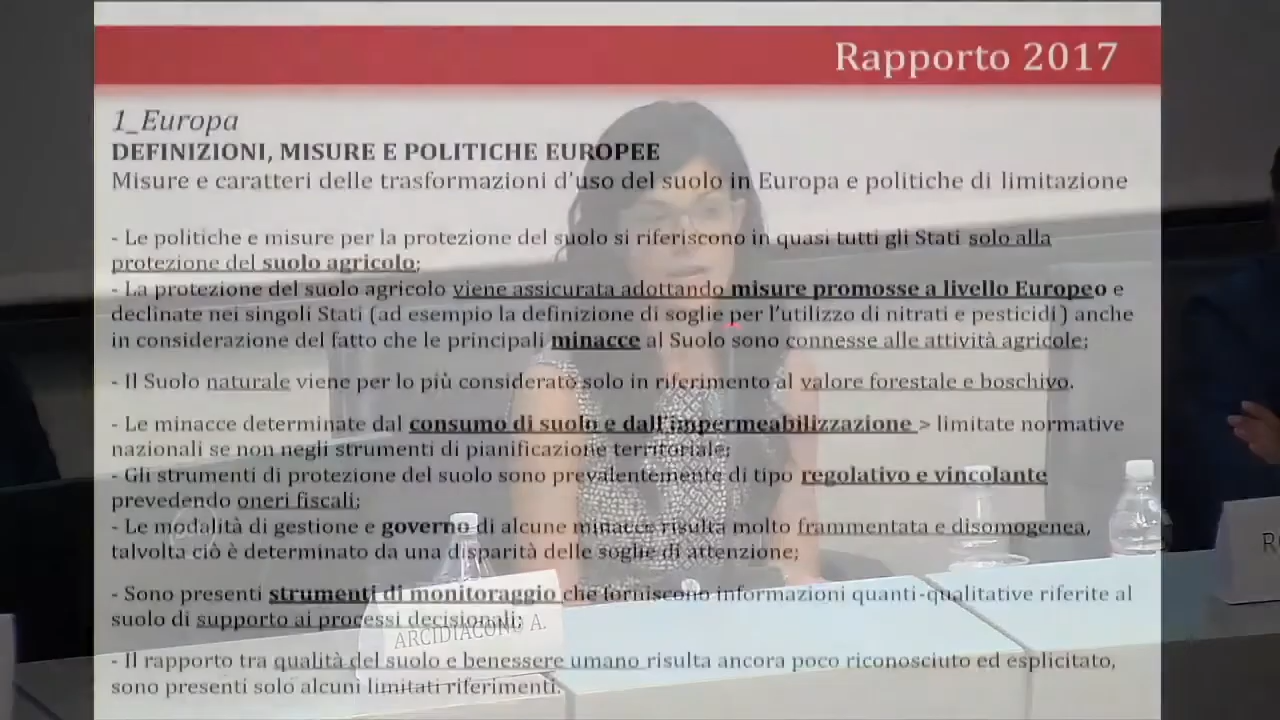 Rapporto 2017
1_Europa
DEFINIZIONI, MISURE E POLITICHE EUROPEE
Misure e caratteri delle trasformazioni d'uso del suolo in Europa e politiche di limitazione
- Le politiche e misure per la protezione del suolo si riferiscono in quasi tutti gli Stati solo alla
protezione del suolo agricolo;
- La protezione del suolo agricolo viene assicurata adottando misure promosse a livello Europeo e
declinate nei singoli Stati (ad esempio la definizione di soglie per l'utilizzo di nitrati e pesticidi) anche
in considerazione del fatto che le principali minacce al Suolo sono connesse alle attività agricole;
- Il Suolo naturale viene per lo più considerato solo in riferimento al valore forestale e boschivo.
- Le minacce determinate dal consumo di suolo e dall'impermeabilizzazione > limitate normative
nazionali se non negli strumenti di pianificazione territoriale;
- Gli strumenti di protezione del suolo sono prevalentemente di tipo regolativo e vincolante
prevedendo oneri fiscali;
- Le modalità di gestione e governo di alcune minacce risulta molto frammentata e disomogenea,
talvolta ciò è determinato da una disparità delle soglie di attenzione;
- Sono presenti strumenti di monitoraggio che forniscono informazioni quanti-qualitative riferite al
suolo di supporto ai processi decisionali;
ARCIDIACONO A.
- Il rapporto tra qualità del suolo e benessere umano risulta ancora poco riconosciuto ed esplicitato,
sono presenti solo alcuni limitati riferimenti.